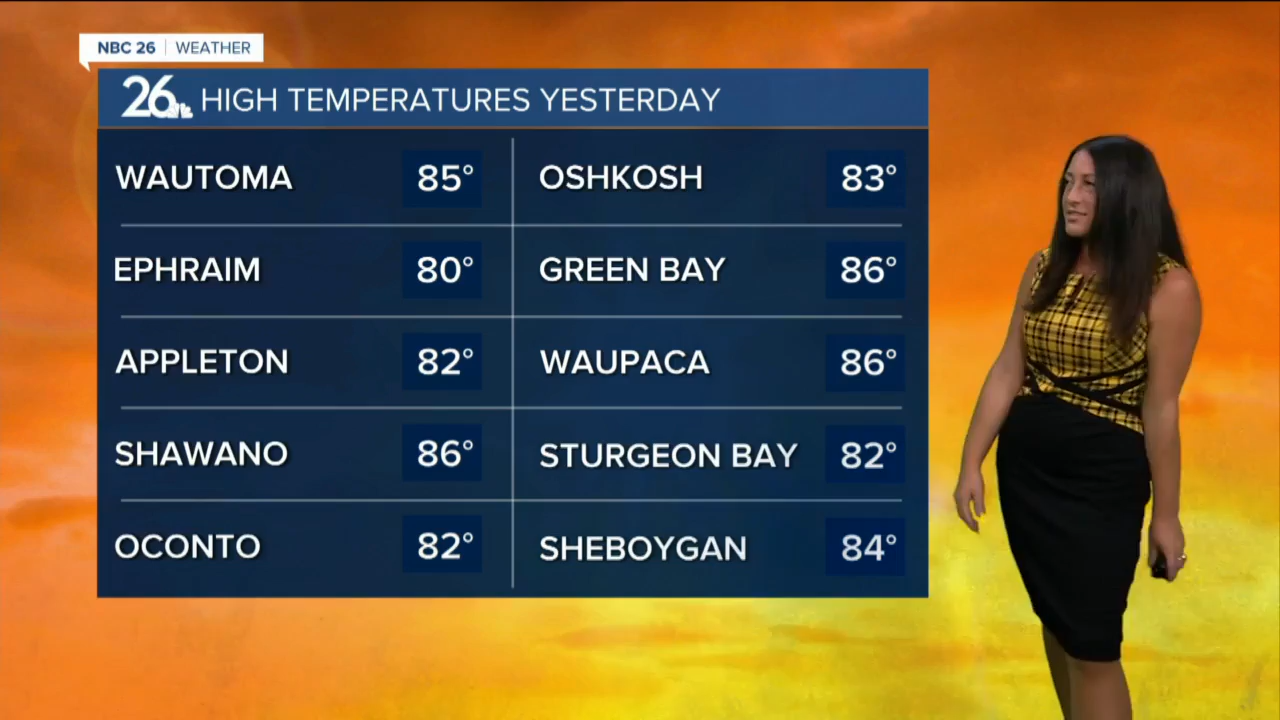 NBC 26 | WEATHER
26 HIGH TEMPERATURES YESTERDAY
WAUTOMA 85°
OSHKOSH 83°
EPHRAIM 80°
GREEN BAY 86°
APPLETON 82°
WAUPACA 86°
SHAWANO 86°
STURGEON BAY 82°
OCONTO 82°
SHEBOYGAN 84°